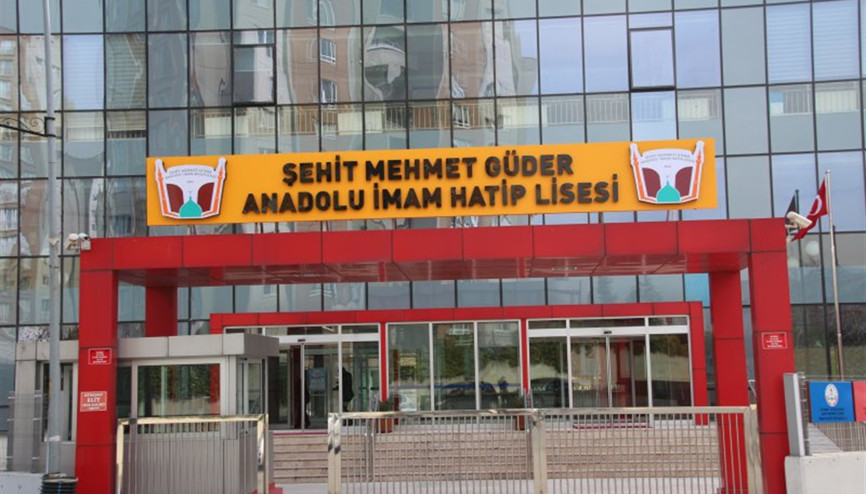 ŞEHİT MEHMET GÜDER
ANADOLU İMAM HATİP LİSESİ